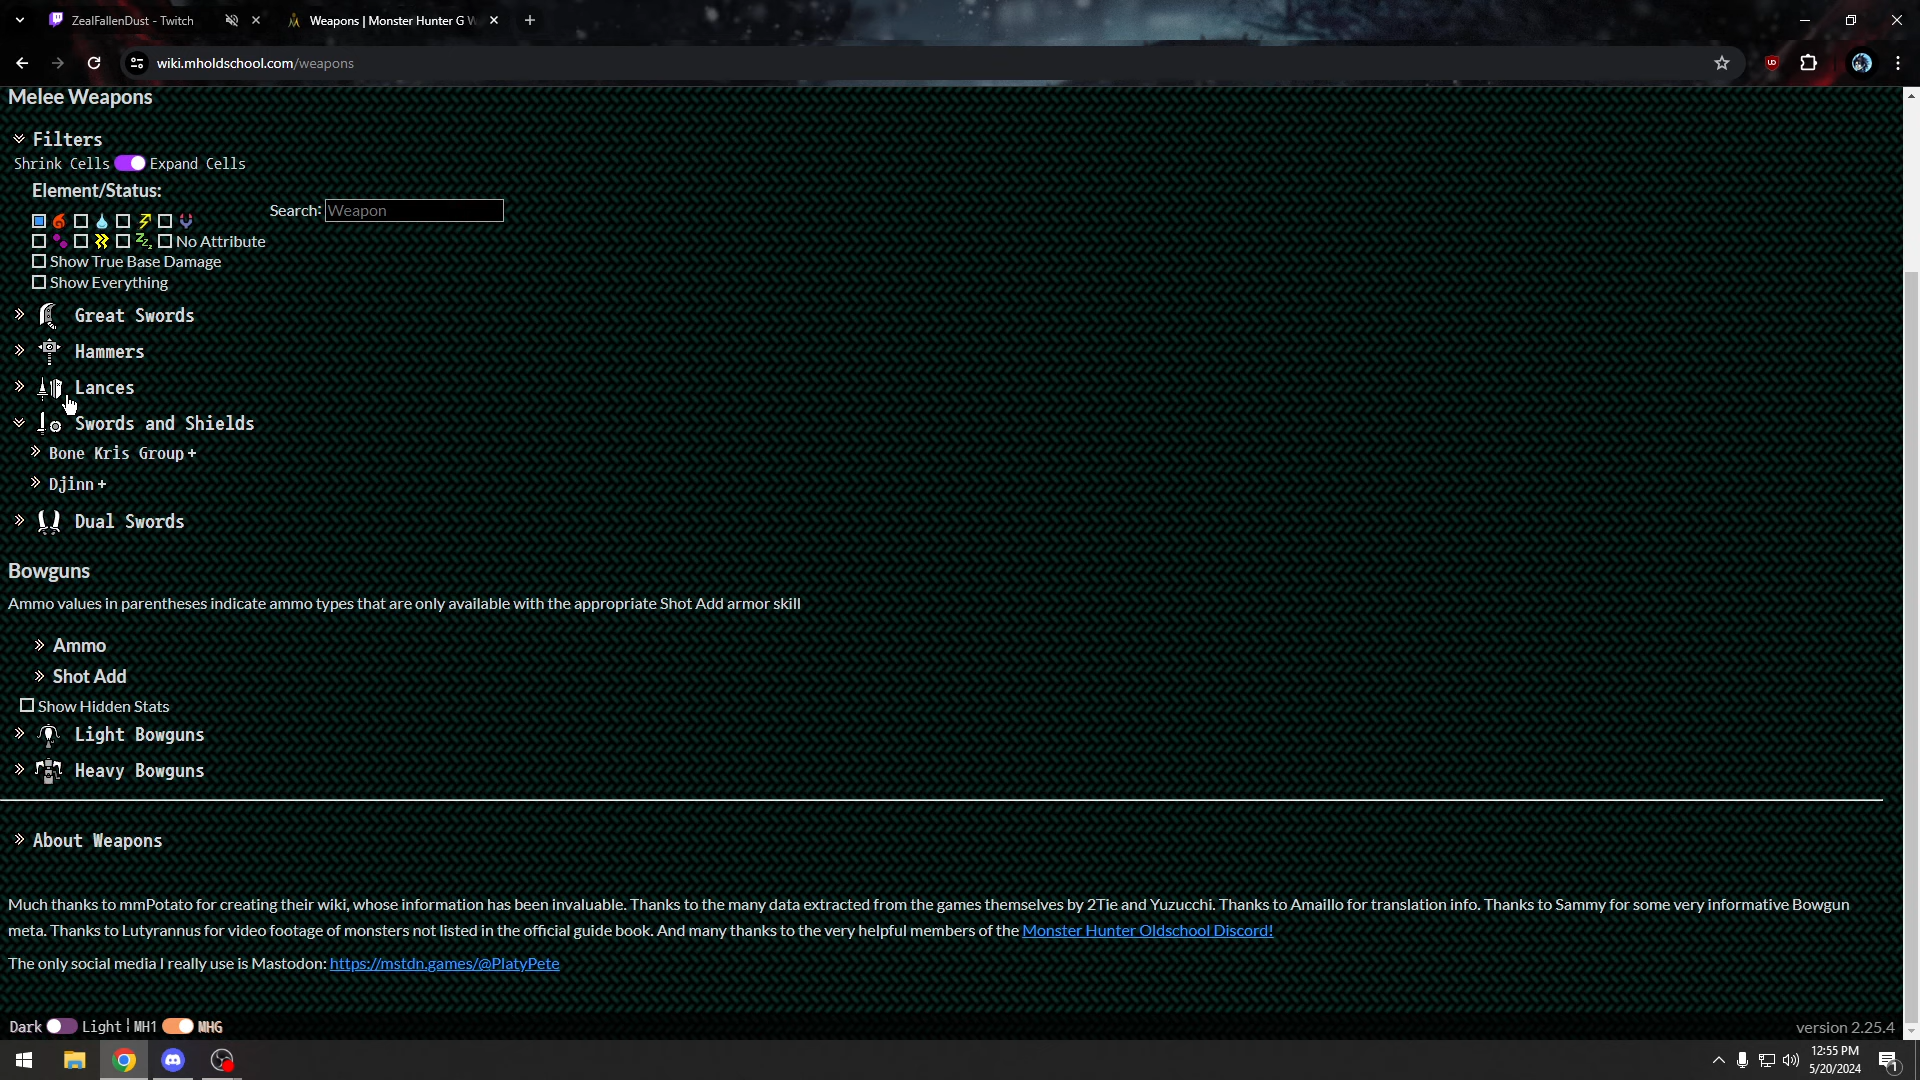 ZealFallenDust - Twitch
Weapons | Monster Hunter G W
wiki.mholdschool.com/weapons
Melee Weapons
Filters
Shrink Cells Expand Cells
Element/Status:
Search: Weapon
No Attribute
Show True Base Damage
Show Everything
Great Swords
Hammers
Lances
Swords and Shields
Bone Kris Group+
Djinn+
Dual Swords
Bowguns
Ammo values in parentheses indicate ammo types that are only available with the appropriate Shot Add armor skill
Ammo
Shot Add
Show Hidden Stats
Light Bowguns
Heavy Bowguns
About Weapons
Much thanks to mmPotato for creating their wiki, whose information has been invaluable. Thanks to the many data extracted from the games themselves by 2Tie and Yuzucchi. Thanks to Amaillo for translation info. Thanks to Sammy for some very informative Bowgun
meta. Thanks to Lutyrannus for video footage of monsters not listed in the official guide book. And many thanks to the very helpful members of the Monster Hunter Oldschool Discord!
The only social media I really use is Mastodon: https://mstdn.games/@PlatyPete
Dark Light | MH1 MHG
version 2.25.4
12:55 PM
5/20/2024
1